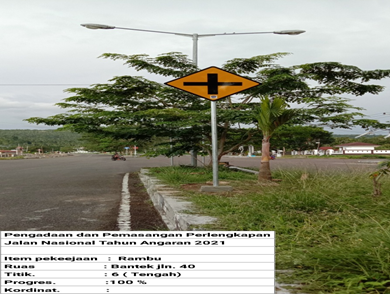 Pengadaan dan Pemasangan Perlengkapan
Jalan Nasional Tahun Angaran 2021
Item pekeejaan : Rambu
Ruas : Bantek jln. 40
Titik. : 6 ( Tengah)
Progres. :100 %
Kordinat. :